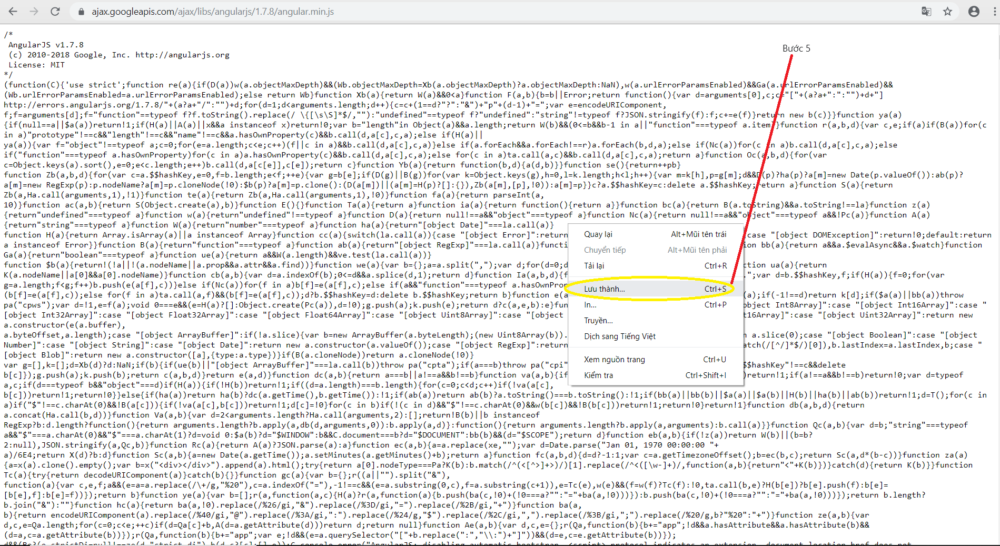 ajax.googleapis.com/ajax/libs/angularjs/1.7.8/angular.min.js
/*
AngularJS v1.7.8
(c) 2010-2018 Google, Inc. http://angularjs.org
License: MIT
*/
Bước 5
(function(C){'use strict';function re(a){if(D(a))w(a.objectMaxDepth)&&(Wb.objectMaxDepth=Xb(a.objectMaxDepth)?a.objectMaxDepth:NaN),w(a.urlErrorParamsEnabled)&&Ga(a.urlErrorParamsEnabled)&&
(Wb.urlErrorParamsEnabled=a.urlErrorParamsEnabled);else return Wb}function Xb(a){return W(a)&&0<a}function F(a,b){b=b||Error;return function(){var d=arguments[0],c;c="["+(a?a+":":"")+d+"]
http://errors.angularjs.org/1.7.8/"+(a?a+"/":"")+d;for(d=1;d<arguments.length;d++){c=c+(1==d?"?":"&")+"p"+(d-1)+"=";var e=encodeURIComponent,
f;f=arguments[d];f="function"==typeof f?f.toString().replace(/ \{[\s\S]*$/,""):"undefined"==typeof f?"undefined":"string"!=typeof f?JSON.stringify(f):f;c+=e(f)}return new b(c)}}function ya(a)
{if(null==a||$a(a))return!1;if(H(a)||A(a)||x&&a instanceof x)return!0;var b="length"in Object(a)&&a.length;return W(b)&&(0<=b&&b-1 in a||"function"===typeof a.item)}function r(a,b,d){var c,e;if(a)if(B(a))for(c
in a)"prototype"!==c&&"length"!==c&&"name"!==c&&a.hasOwnProperty(c)&&b.call(d,a[c],c,a);else if(H(a)||
ya(a)){var f="object"!==typeof a;c=0;for(e=a.length;c<e;c++)(f||c in a)&&b.call(d,a[c],c,a)}else if(a.forEach&&a.forEach!==r)a.forEach(b,d,a);else if(Nc(a))for(c in a)b.call(d,a[c],c,a);else
if("function"===typeof a.hasOwnProperty)for(c in a)a.hasOwnProperty(c)&&b.call(d,a[c],c,a);else for(c in a)ta.call(a,c)&&b.call(d,a[c],c,a);return a}function Oc(a,b,d){for(var
c=Object.keys(a).sort(),e=0;e<c.length;e++)b.call(d,a[c[e]],c[e]);return c}function Yb(a){return function(b,d){a(d,b)}}function se(){return++pb}
function Zb(a,b,d){for(var c=a.$$hashKey,e=0,f=b.length;e<f;++e){var g=b[e];if(D(g)||B(g))for(var k=Object.keys(g),h=0,l=k.length;h<l;h++){var m=k[h],p=g[m];d&&D(p)?ha(p)?a[m]=new Date(p.valueOf()):ab(p)?
a[m]=new RegExp(p):p.nodeName?a[m]=p.cloneNode(!0):$b(p)?a[m]=p.clone():(D(a[m])||(a[m]=H(p)?[]:{}),Zb(a[m],[p],!0)):a[m]=p}}c?a.$$hashKey=c:delete a.$$hashKey;return a}function S(a){return
Zb(a,Ha.call(arguments,1),!1)}function te(a){return Zb(a,Ha.call(arguments,1),!0)}function fa(a){return parseInt(a,
10)}function ac(a,b){return S(Object.create(a),b)}function E(){}function Ta(a){return a}function ia(a){return function(){return a}}function bc(a){return B(a.toString)&&a.toString!==la}function z(a)
{return"undefined"===typeof a}function w(a){return"undefined"!==typeof a}function D(a){return null!==a&&"object"===typeof a}function Nc(a){return null!==a&&"object"===typeof a&&!Pc(a)}function A(a)
{return"string"===typeof a}function W(a){return"number"===typeof a}function ha(a){return"[object Date]"===la.call(a)}
function H(a){return Array.isArray(a)||a instanceof Array}function cc(a){switch(la.call(a)){case "[object Error]":return case "[object DOMException]":return!0;default:return
a instanceof Error}}function B(a){return"function"===typeof a}function ab(a){return"[object RegExp]"===la.call(a)}functi on bb(a){return a&&a.$evalAsync&&a.$watch}function
Ga(a){return"boolean"===typeof a}function ue(a){return a&&W(a.length)&&ve.test(la.call(a))}
function $b(a){return!(!a||!(a.nodeName||a.prop&&a.attr&&a.find))}function we(a){var b={};a=a.split(",");var d;for(d=0;d nction ua(a){return
K(a.nodeName||a[0]&&a[0].nodeName)}function cb(a,b){var d=a.indexOf(b);0<=d&&a.splice(d,1);return d}function Ia(a,b,d){f .";var d=b.$$hashKey,f;if(H(a)){f=0;for(var
g=a.length;f<g;f++)b.push(e(a[f],c))}else if(Nc(a))for(f in a)b[f]=e(a[f],c);else if(a&&"function"===typeof a.hasOwnProp
(b[f]=e(a[f],c));else for(f in a)ta.call(a,f)&&(b[f]=e(a[f],c));d?b.$$hashKey=d:delete b.$$hashKey;return b}function e(a (a);if(-1!==d)return k[d];if($a(a)||bb(a))throw
pa("cpws");var d=!1,e=f(a);void 0===e&&(e=H(a)?[]:Object.create(Pc(a)),d=!0);g.push(a);k.push(e);return d?c(a,e,b):e}fun object Int8Array]":case "[object Int16Array]":case "
[object Int32Array]":case "[object Float32Array]":case "[object Float64Array]":case "[object Uint8Array]":case "[object t16Array]":case "[object Uint32Array]":return new
a.constructor(e(a.buffer),
a.byteOffset,a.length);case "[object ArrayBuffer]":if(!a.slice){var b=new ArrayBuffer(a.byteLength);(new Uint8Array(b)). n a.slice(0);case "[object Boolean]":case "[object
Number]":case "[object String]":case "[object Date]":return new a.constructor(a.valueOf());case "[object RegExp]":return atch(/[^/]*$/)[0]),b.lastIndex=a.lastIndex,b;case "
[object Blob]":return new a.constructor([a],{type:a.type})}if(B(a.cloneNode))return a.cloneNode(!0)}
var g=[],k=[];d=Xb(d)?d:NaN;if(b){if(ue(b)||"[object ArrayBuffer]"===la.call(b))throw pa("cpta");if(a===b)throw pa("cpi" $hashKey"!==c&&delete
b[c]});g.push(a);k.push(b);return c(a,b,d)}return e(a,d)}function dc(a,b){return a===b||a!==a&&b!==b}function va(a,b){if )return!1;if(a!==a&&b!==b)return!0;var d=typeof
a,c;if(d===typeof b&&"object"===d)if(H(a)){if(!H(b))return!1;if((d=a.length)===b.length){for(c=0;c<d;c++)if(!va(a[c],
b[c]))return!1;return!0}}else{if(ha(a))return ha(b)?dc(a.getTime(),b.getTime()):!1;if(ab(a))return ab(b)?a.toString()===b.toString():!1;if(bb(a)||bb(b)||$a(a)||$a(b)||H(b)||ha(b)||ab(b))return!1;d=T();for(c in
a)if("$"!==c.charAt(0)&&!B(a[c])){if(!va(a[c],b[c]))return!1;d[c]=!0}for(c in b)if(!(c in d)&&"$"!==c.charAt(0)&&w(b[c])&&!B(b[c]))return!1;return!0}return!1}function db(a,b,d){return
a.concat(Ha.call(b,d))}function Va(a,b){var d=2<arguments.length?Ha.call(arguments,2):[];return!B(b)||b instanceof
RegExp?b:d.length?function(){return arguments.length?b.apply(a,db(d,arguments,0)):b.apply(a,d)}:function(){return arguments.length?b.apply(a,arguments):b.call(a)}}function Qc(a,b){var d=b;"string"===typeof
a&&"$"===a.charAt(0)&&"$"===a.charAt(1)?d=void 0:$a(b)?d="$WINDOW":b&&C.document===b?d="$DOCUMENT":bb(b)&&(d="$SCOPE");return d}function eb(a,b){if(!z(a))return W(b)||(b=b?
2:null),JSON.stringify(a,Qc,b)}function Rc(a){return A(a)?JSON.parse(a):a}function ec(a,b){a=a.replace(xe,"");var d=Date.parse("Jan 01, 1970 00:00:00 "+
a)/6E4;return X(d)?b:d}function Sc(a,b){a=new Date(a.getTime());a.setMinutes(a.getMinutes()+b);return a}function fc(a,b,d){d=d?-1:1;var c=a.getTimezoneOffset();b=ec(b,c);return Sc(a,d*(b-c))}function za(a)
{a=x(a).clone().empty();var b=x("<div></div>").append(a).html();try{return a[0].nodeType===Pa?K(b):b.match(/^(<[^>]+>)/)[1].replace(/^<([\w-]+)/,function(a,b){return"<"+K(b)})}catch(d){return K(b)}}function
Tc(a){try{return decodeURIComponent(a)}catch(b){}}function gc(a){var b={};r((a||"").split("&"),
function(a){var c,e,f;a&&(e=a=a.replace(/\+/g,"%20"),c=a.indexOf("="),-1!==c&&(e=a.substring(0,c),f=a.substring(c+1)),e=Tc(e),w(e)&&(f=w(f)?Tc(f):!0,ta.call(b,e)?H(b[e])?b[e].push(f):b[e]=
[b[e],f]:b[e]=f))});return b}function ye(a){var b=[];r(a,function(a,c){H(a)?r(a,function(a){b.push(ba(c,!0)+(!0===a?"":"="+ba(a,!0)))}):b.push(ba(c,!0)+(!0===a?"":"="+ba(a,!0)))});return b.length?
b.join("&"):""}function hc(a){return ba(a,!0).replace(/%26/gi,"&").replace(/%3D/gi,"=").replace(/%2B/gi,"+")}function ba(a,
b){return encodeURIComponent(a).replace(/%40/gi,"@").replace(/%3A/gi,":").replace(/%24/g,"$").replace(/%2C/gi,",").replace(/%3B/gi,";").replace(/%20/g,b?"%20":"+")}function ze(a,b){var
d,c,e=Qa.length;for(c=0;c<e;++c)if(d=Qa[c]+b,A(d=a.getAttribute(d)))return d;return null}function Ae(a,b){var d,c,e={};r(Qa,function(b){b+="app";!d&&a.hasAttribute&&a.hasAttribute(b)&&
(d=a,c=a.getAttribute(b))});r(Qa,function(b){b+="app";var e;!d&&(e=a.querySelector("["+b.replace(":","\\:")+"]"))&&(d=e,c=e.getAttribute(b))});
Quay lại Alt+Mũi tên trái
Chuyển tiếp Alt+Mũi tên phải
Tải lại Ctrl+R
Lưu thành... Ctrl+S
In... Ctrl+P
Truyền...
Dịch sang Tiếng Việt
Xem nguồn trang Ctrl+U
Kiểm tra Ctrl+Shift+I